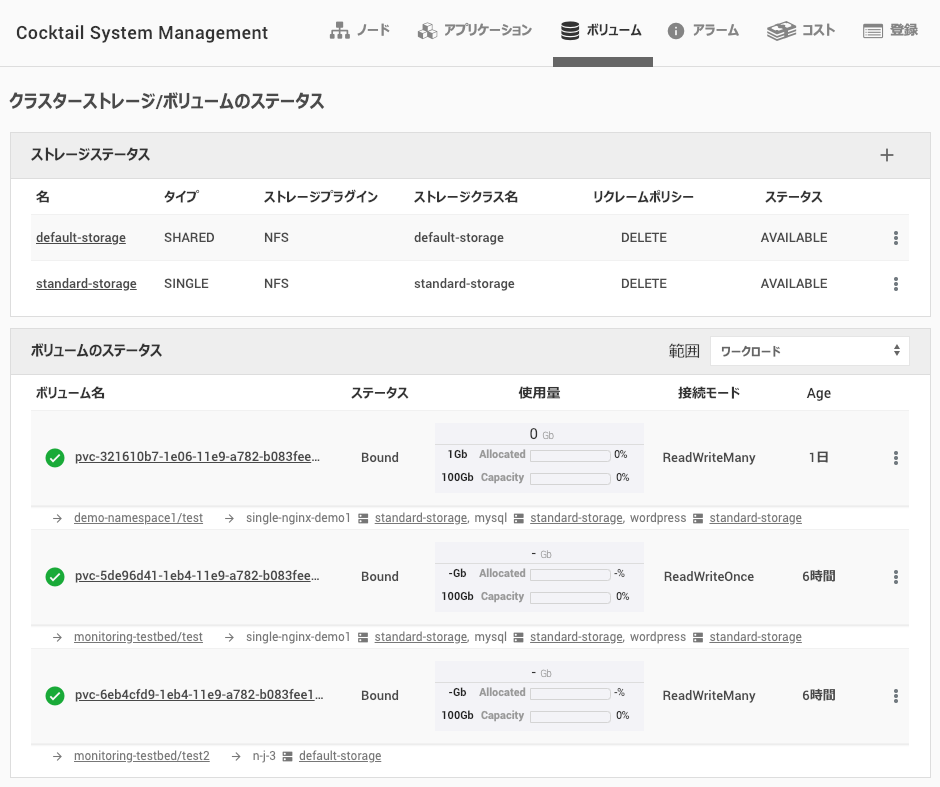 Cocktail System Management ノード アプリケーション ボリューム アラーム コスト 登録
クラスターストレージ/ボリュームのステータス
ストレージステータス +
名 タイプ ストレージプラグイン ストレージクラス名 リクレームポリシー ステータス
default-storage SHARED NFS default-storage DELETE AVAILABLE
standard-storage SINGLE NFS standard-storage DELETE AVAILABLE
ボリュームのステータス 範囲 ワークロード
ボリューム名 ステータス 使用量 接続モード Age
0 Gb
pvc-321610b7-1e06-11e9-a782-b083fee... Bound 1Gb Allocated 0% ReadWriteMany 1日
100Gb Capacity 0%
→ demo-namespace1/test → single-nginx-demo1 standard-storage, mysql standard-storage, wordpress standard-storage
- Gb
pvc-5de96d41-1eb4-11e9-a782-b083fee... Bound -Gb Allocated -% ReadWriteOnce 6時間
100Gb Capacity 0%
→ monitoring-testbed/test → single-nginx-demo1 standard-storage, mysql standard-storage, wordpress standard-storage
- Gb
pvc-6eb4cfd9-1eb4-11e9-a782-b083fee1... Bound -Gb Allocated -% ReadWriteMany 6時間
100Gb Capacity 0%
→ monitoring-testbed/test2 → n-j-3 default-storage